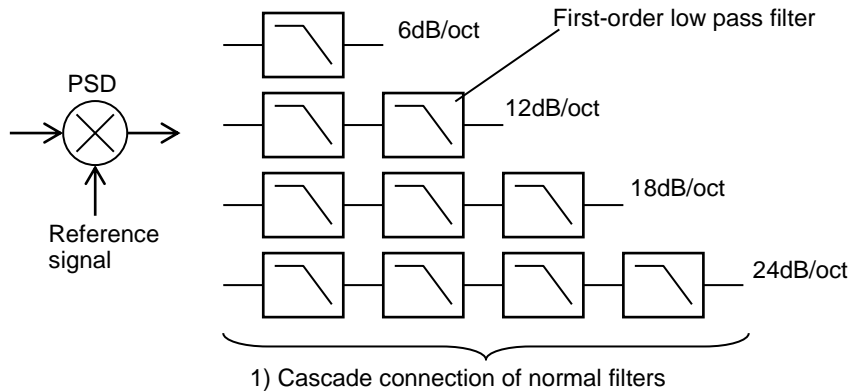 6dB/oct
First-order low pass filter
PSD
12dB/oct
18dB/oct
Reference
signal
24dB/oct
1) Cascade connection of normal filters